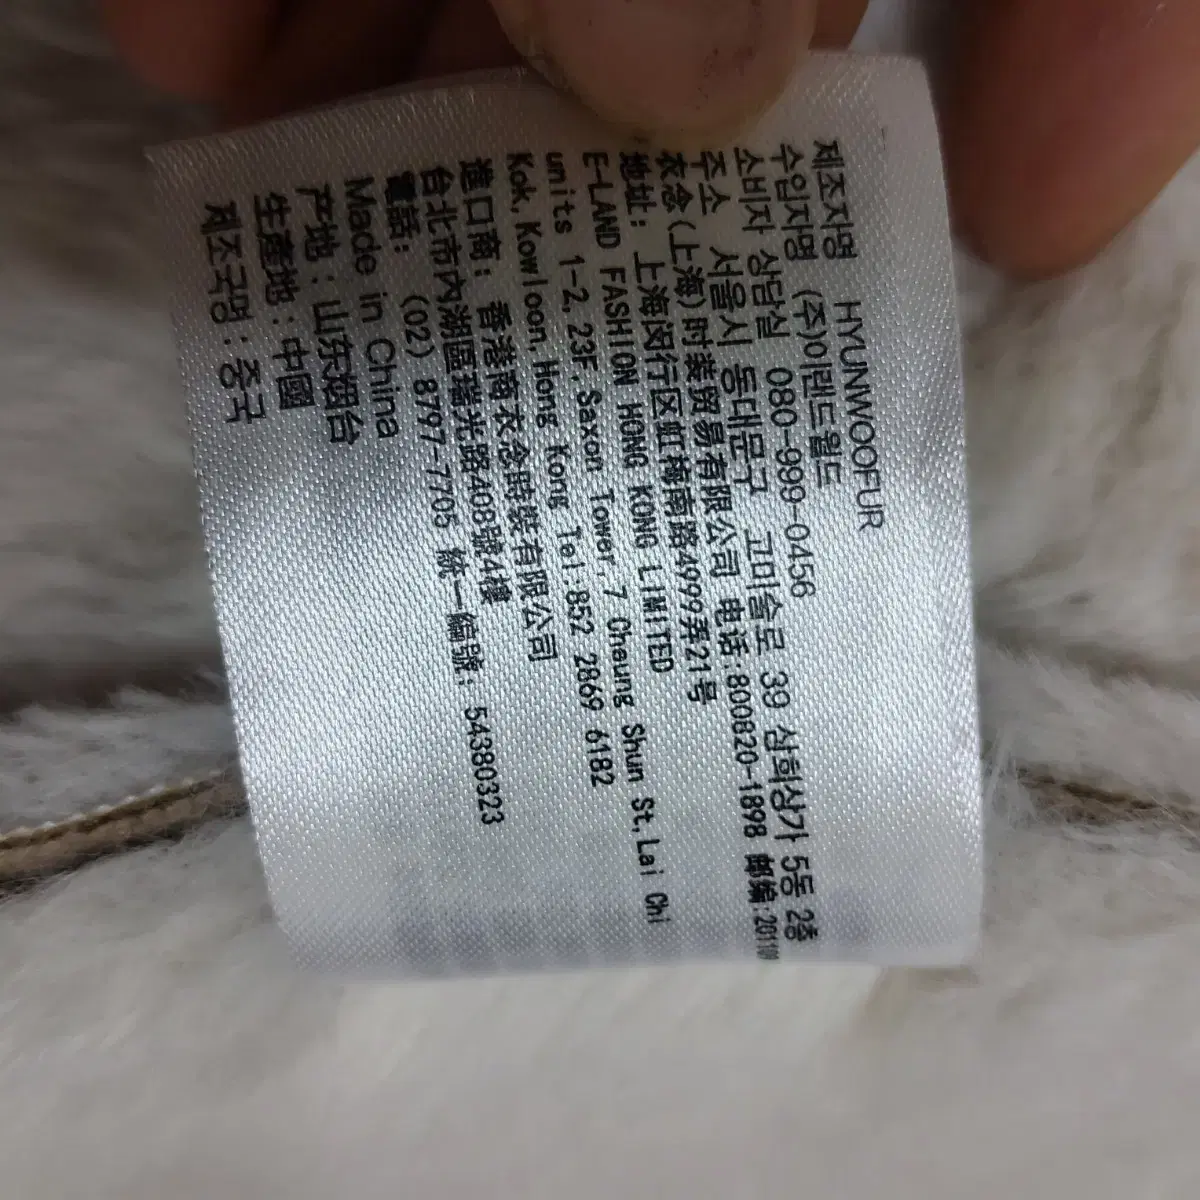 제조자명 HYUNWOOFUR
수입자명 (주)이랜드월드
소비자 상담실 080-999-0456
주소 서울시 동대문구 고미술로 39 삼희상가 5동 2층
衣念(上海)时装贸易有限公司 电话:800820-1898 邮编:201108
地址: 上海闵行区虹梅南路4999弄21号
E-LAND FASHION HONG KONG LIMITED
units 1-2, 23F, Saxon Tower, 7 Cheung Shun St, Lai Chi
Kok, Kowloon, Hong Kong Tel:852 2869 6182
進口商: 香港商衣念時裝有限公司
台北市內湖區瑞光路408號4樓
電話: (02) 8797-7705 統一編號: 54380323
Made in China
产地:山东烟台
生產地:中國
제조국명:중국